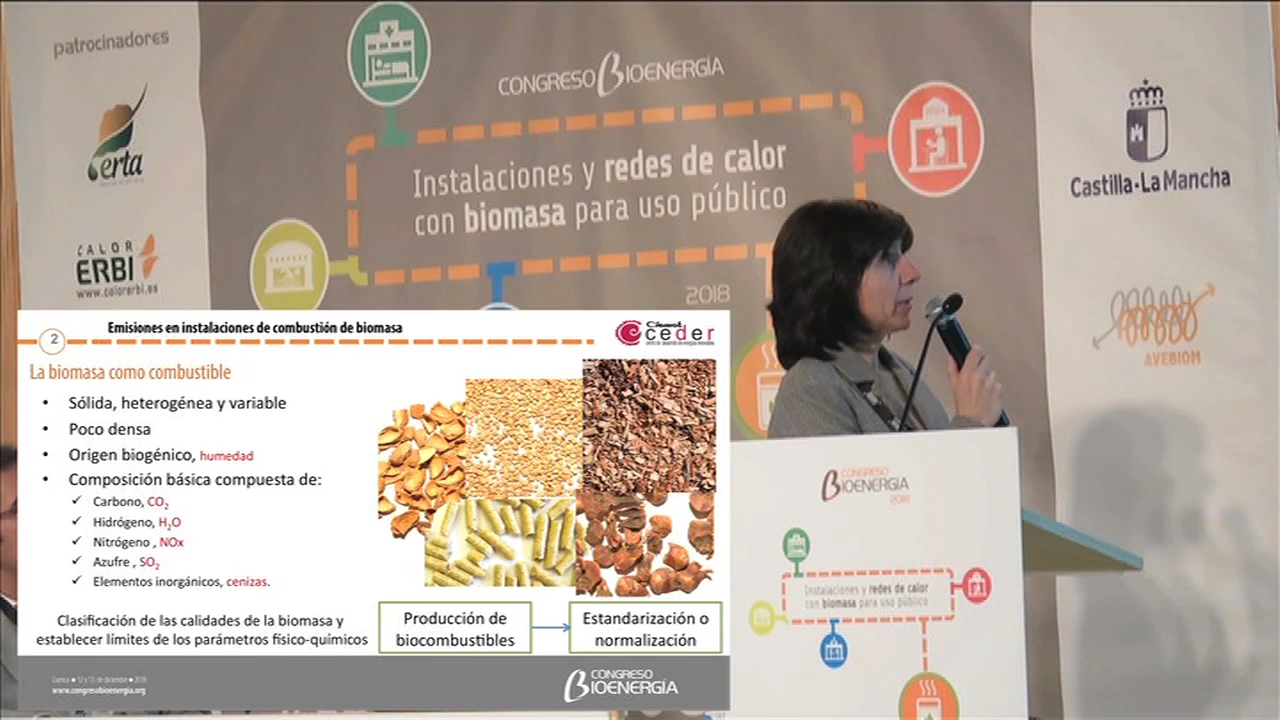 patrocinadores
erta
CALOR
ERBI
www.calorerbi.es
CONGRESO BIOENERGÍA
Instalaciones y redes de calor
con biomasa para uso público
2018
Castilla-La Mancha
AVEBIOM
2
Emisiones en instalaciones de combustión de biomasa
Ciemat
ceder
La biomasa como combustible
• Sólida, heterogénea y variable
• Poco densa
• Origen biogénico, humedad
• Composición básica compuesta de:
✓ Carbono, CO₂
✓ Hidrógeno, H₂O
✓ Nitrógeno , NOx
✓ Azufre , SO₂
✓ Elementos inorgánicos, cenizas.
Clasificación de las calidades de la biomasa y
establecer límites de los parámetros físico-químicos
Producción de
biocombustibles
Estandarización o
normalización
www.congresobioenergia.org
CONGRESO
BIOENERGÍA
CONGRESO
BIOENERGÍA
2018
Instalaciones y redes de calor
con biomasa para uso público